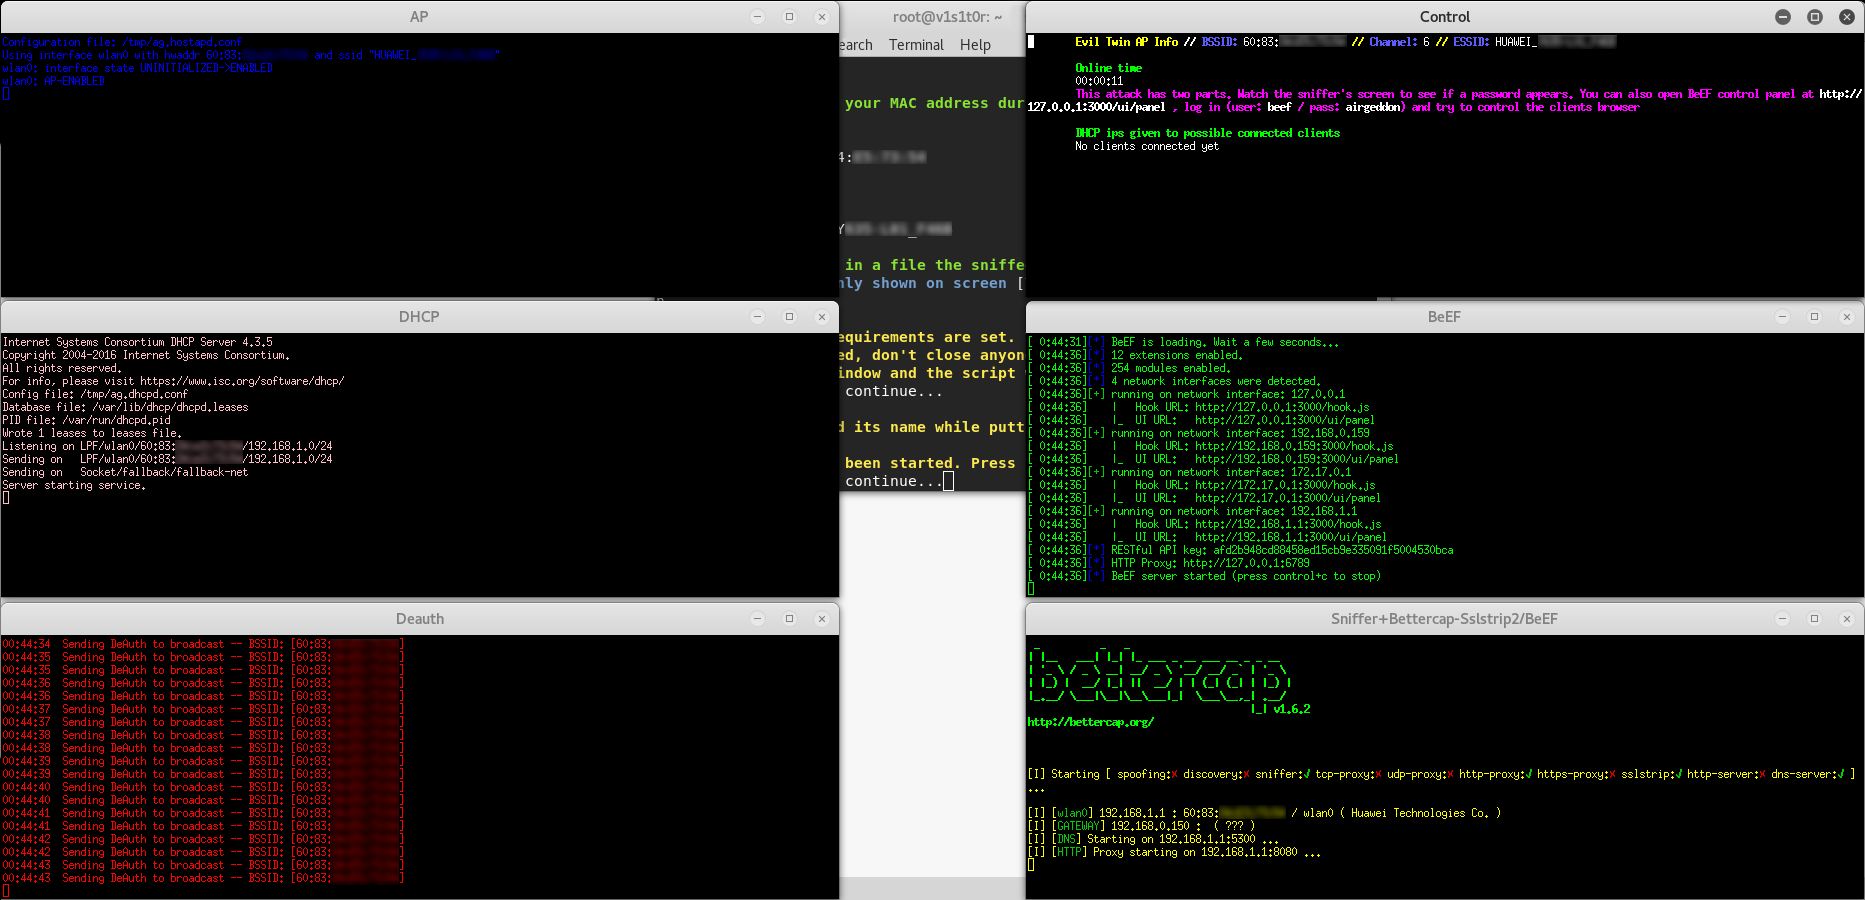 AP
Configuration file: /tmp/ag.hostapd.conf
Using interface wlan0 with hwaddr 60:83: and ssid "HUAWEI_ "
wlan0: interface state UNINITIALIZED->ENABLED
wlan0: AP-ENABLED
root@v1s1t0r: ~
earch Terminal Help
your MAC address dur
4:
Y
in a file the sniffe
nly shown on screen [
equirements are set.
ed, don't close anyon
indow and the script
continue...
d its name while putt
been started. Press
continue...
Control
Evil Twin AP Info // BSSID: 60:83: // Channel: 6 // ESSID: HUAWEI_
Online time
00:00:11
This attack has two parts. Watch the sniffer's screen to see if a password appears. You can also open BeEF control panel at http://
127.0.0.1:3000/ui/panel , log in (user: beef / pass: airgeddon) and try to control the clients browser
DHCP ips given to possible connected clients
No clients connected yet
DHCP
Internet Systems Consortium DHCP Server 4.3.5
Copyright 2004-2016 Internet Systems Consortium.
All rights reserved.
For info, please visit https://www.isc.org/software/dhcp/
Config file: /tmp/ag.dhcpd.conf
Database file: /var/lib/dhcp/dhcpd.leases
PID file: /var/run/dhcpd.pid
Wrote 1 leases to leases file.
Listening on LPF/wlan0/60:83: /192.168.1.0/24
Sending on   LPF/wlan0/60:83: /192.168.1.0/24
Sending on   Socket/fallback/fallback-net
Server starting service.
BeEF
[ 0:44:31][*] BeEF is loading. Wait a few seconds...
[ 0:44:36][*] 12 extensions enabled.
[ 0:44:36][*] 254 modules enabled.
[ 0:44:36][*] 4 network interfaces were detected.
[ 0:44:36][+] running on network interface: 127.0.0.1
[ 0:44:36]    |   Hook URL: http://127.0.0.1:3000/hook.js
[ 0:44:36]    |_  UI URL:   http://127.0.0.1:3000/ui/panel
[ 0:44:36][+] running on network interface: 192.168.0.159
[ 0:44:36]    |   Hook URL: http://192.168.0.159:3000/hook.js
[ 0:44:36]    |_  UI URL:   http://192.168.0.159:3000/ui/panel
[ 0:44:36][+] running on network interface: 172.17.0.1
[ 0:44:36]    |   Hook URL: http://172.17.0.1:3000/hook.js
[ 0:44:36]    |_  UI URL:   http://172.17.0.1:3000/ui/panel
[ 0:44:36][+] running on network interface: 192.168.1.1
[ 0:44:36]    |   Hook URL: http://192.168.1.1:3000/hook.js
[ 0:44:36]    |_  UI URL:   http://192.168.1.1:3000/ui/panel
[ 0:44:36][*] RESTful API key: afd2b948cd88458ed15cb9e335091f5004530bca
[ 0:44:36][*] HTTP Proxy: http://127.0.0.1:6789
[ 0:44:36][*] BeEF server started (press control+c to stop)
Deauth
00:44:34  Sending DeAuth to broadcast -- BSSID: [60:83: ]
00:44:35  Sending DeAuth to broadcast -- BSSID: [60:83: ]
00:44:35  Sending DeAuth to broadcast -- BSSID: [60:83: ]
00:44:36  Sending DeAuth to broadcast -- BSSID: [60:83: ]
00:44:36  Sending DeAuth to broadcast -- BSSID: [60:83: ]
00:44:37  Sending DeAuth to broadcast -- BSSID: [60:83: ]
00:44:37  Sending DeAuth to broadcast -- BSSID: [60:83: ]
00:44:38  Sending DeAuth to broadcast -- BSSID: [60:83: ]
00:44:38  Sending DeAuth to broadcast -- BSSID: [60:83: ]
00:44:39  Sending DeAuth to broadcast -- BSSID: [60:83: ]
00:44:39  Sending DeAuth to broadcast -- BSSID: [60:83: ]
00:44:40  Sending DeAuth to broadcast -- BSSID: [60:83: ]
00:44:40  Sending DeAuth to broadcast -- BSSID: [60:83: ]
00:44:41  Sending DeAuth to broadcast -- BSSID: [60:83: ]
00:44:41  Sending DeAuth to broadcast -- BSSID: [60:83: ]
00:44:42  Sending DeAuth to broadcast -- BSSID: [60:83: ]
00:44:42  Sending DeAuth to broadcast -- BSSID: [60:83: ]
00:44:43  Sending DeAuth to broadcast -- BSSID: [60:83: ]
00:44:43  Sending DeAuth to broadcast -- BSSID: [60:83: ]
Sniffer+Bettercap-Sslstrip2/BeEF
bettercap
v1.6.2
http://bettercap.org/
[I] Starting [ spoofing:✗ discovery:✗ sniffer:✓ tcp-proxy:✗ udp-proxy:✗ http-proxy:✓ https-proxy:✗ sslstrip:✓ http-server:✗ dns-server:✓ ]
...
[I] [wlan0] 192.168.1.1 : 60:83: / wlan0 ( Huawei Technologies Co. )
[I] [GATEWAY] 192.168.0.150 :  ( ??? )
[I] [DNS] Starting on 192.168.1.1:5300 ...
[I] [HTTP] Proxy starting on 192.168.1.1:8080 ...